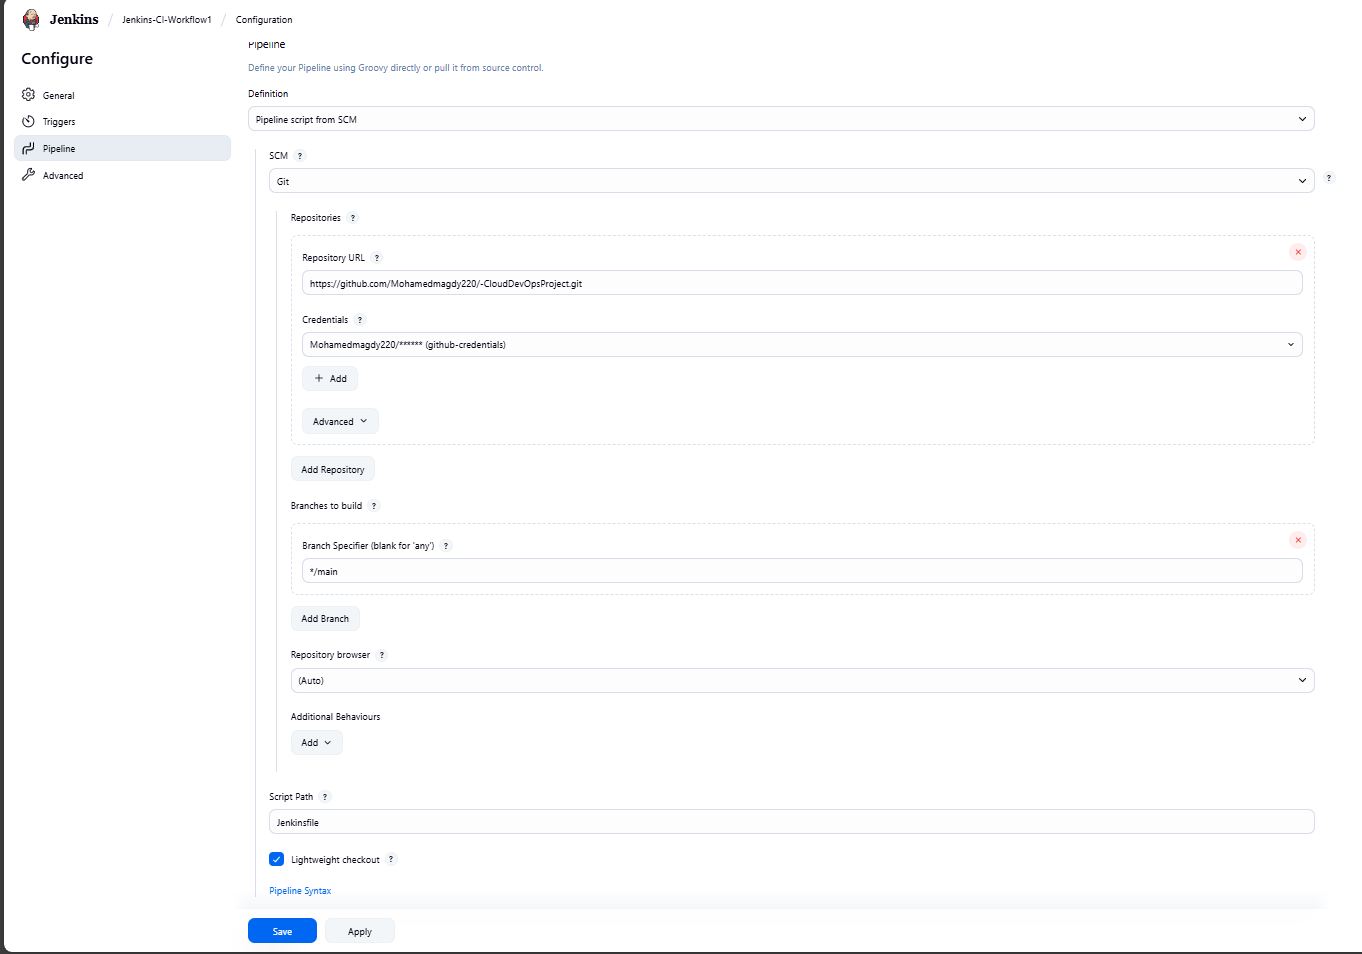 Jenkins / Jenkins-CI-Workflow1 / Configuration
Configure
General
Triggers
Pipeline
Advanced
Pipeline
Define your Pipeline using Groovy directly or pull it from source control.
Definition
Pipeline script from SCM
SCM ?
Git
?
Repositories ?
Repository URL ?
https://github.com/Mohamedmagdy220/-CloudDevOpsProject.git
Credentials ?
Mohamedmagdy220/****** (github-credentials)
+ Add
Advanced
Add Repository
Branches to build ?
Branch Specifier (blank for 'any') ?
*/main
Add Branch
Repository browser ?
(Auto)
Additional Behaviours
Add
Script Path ?
Jenkinsfile
Lightweight checkout ?
Pipeline Syntax
Save
Apply